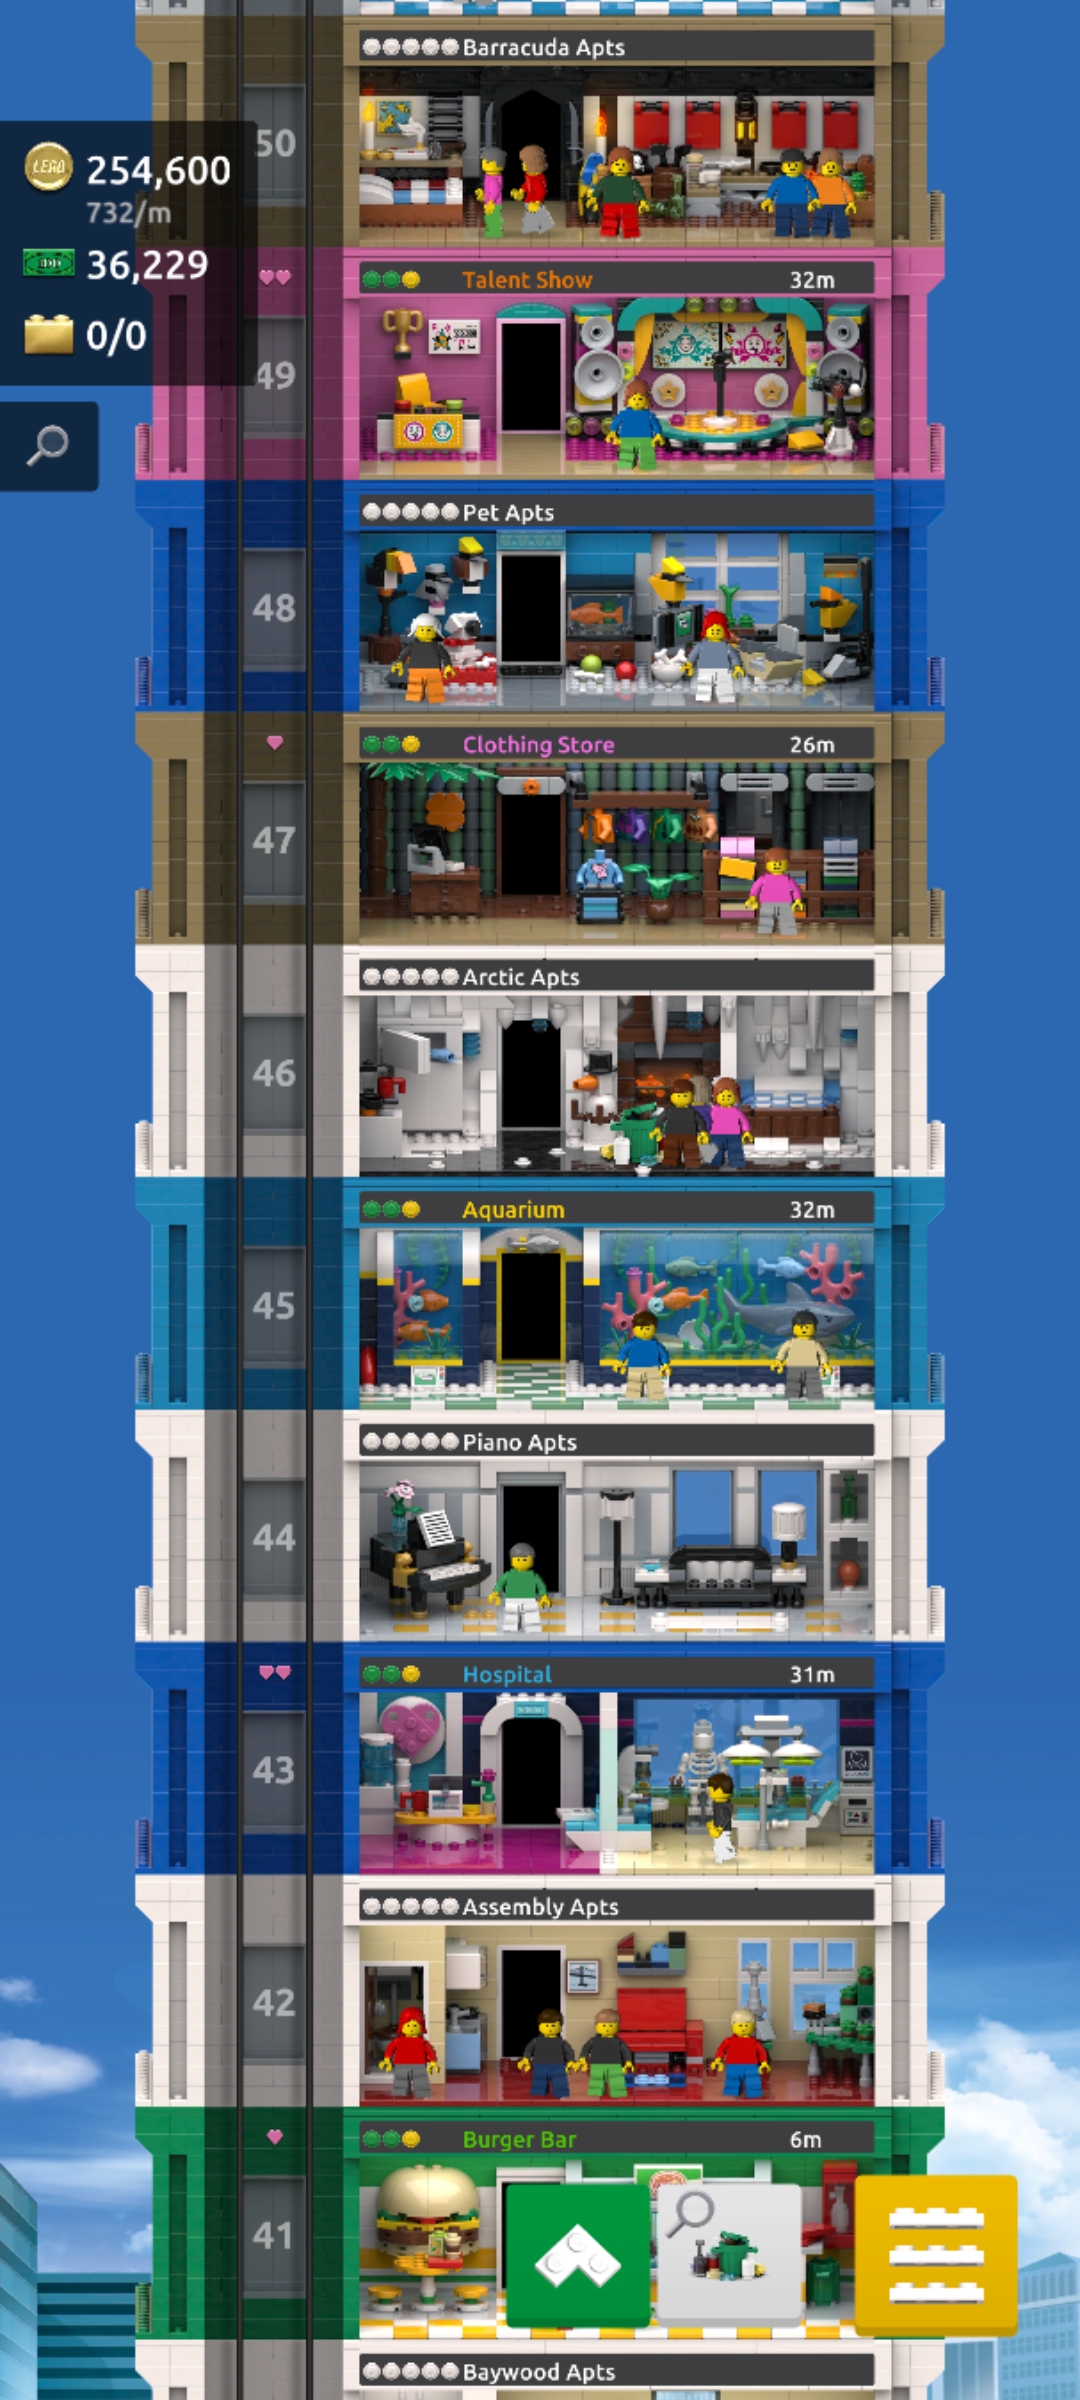 Barracuda Apts
50
LEGO
254,600
732/m
36,229
0/0
Talent Show 32m
49
Pet Apts
48
Clothing Store 26m
47
Arctic Apts
46
Aquarium 32m
45
Piano Apts
44
Hospital 31m
43
Assembly Apts
42
Burger Bar 6m
41
Baywood Apts